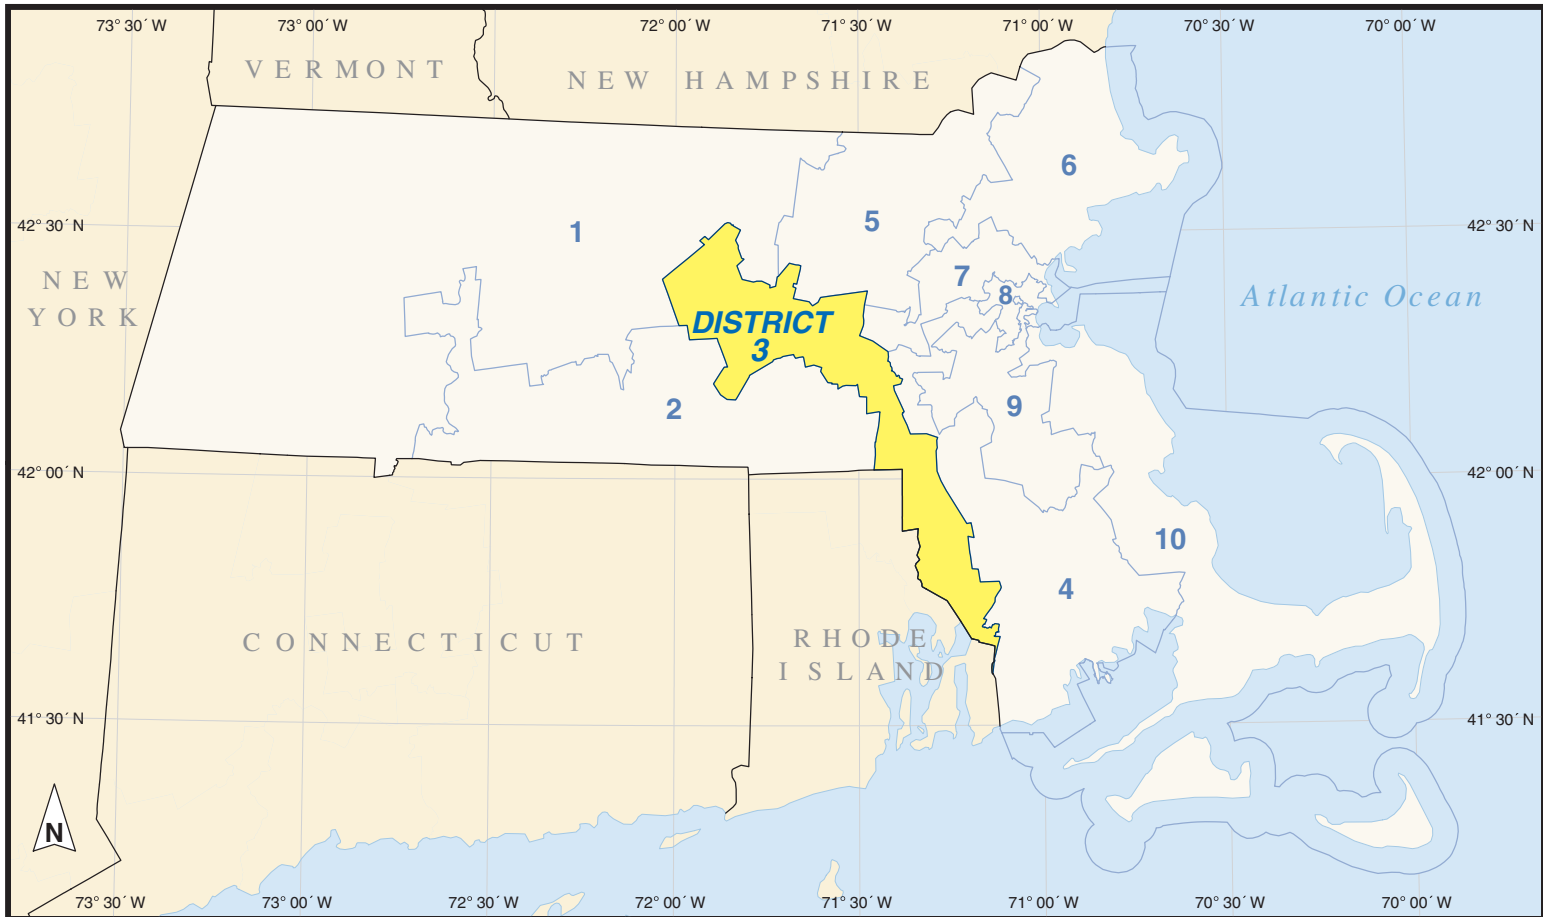 73° 30´ W 73° 00´ W 72° 00´ W 71° 30´ W 71° 00´ W 70° 30´ W 70° 00´ W
VERMONT
NEW HAMPSHIRE
6
42° 30´ N 1 5 42° 30´ N
NEW
YORK
7
8
Atlantic Ocean
DISTRICT
3
2 9
42° 00´ N 42° 00´ N
10
4
CONNECTICUT
RHODE
ISLAND
41° 30´ N 41° 30´ N
N
73° 30´ W 73° 00´ W 72° 30´ W 72° 00´ W 71° 30´ W 71° 00´ W 70° 30´ W 70° 00´ W